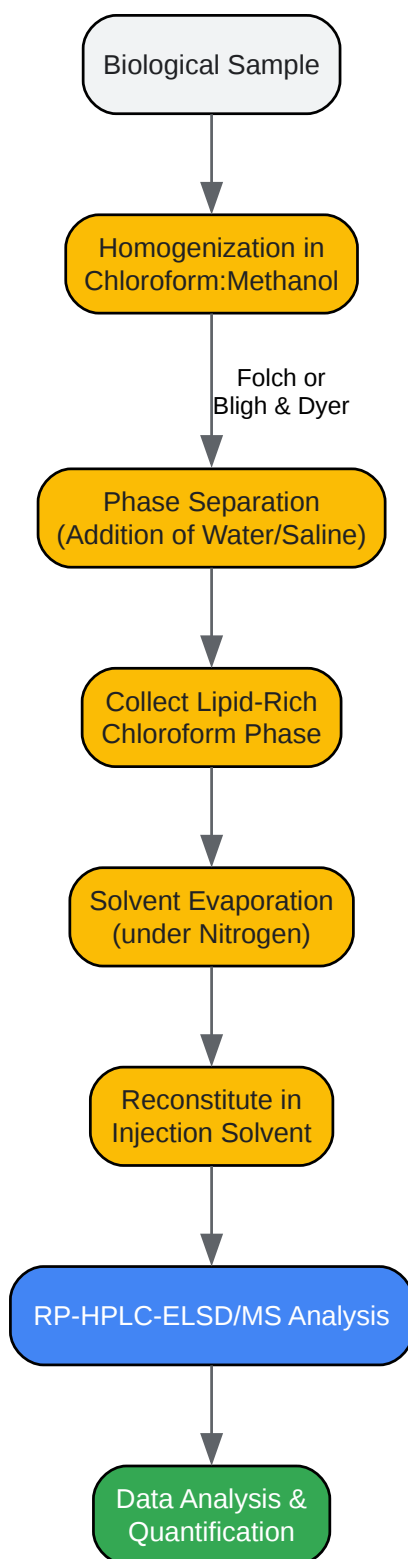 Biological Sample
Homogenization in
Chloroform:Methanol
Folch or
Bligh & Dyer
Phase Separation
(Addition of Water/Saline)
Collect Lipid-Rich
Chloroform Phase
Solvent Evaporation
(under Nitrogen)
Reconstitute in
Injection Solvent
RP-HPLC-ELSD/MS Analysis
Data Analysis &
Quantification